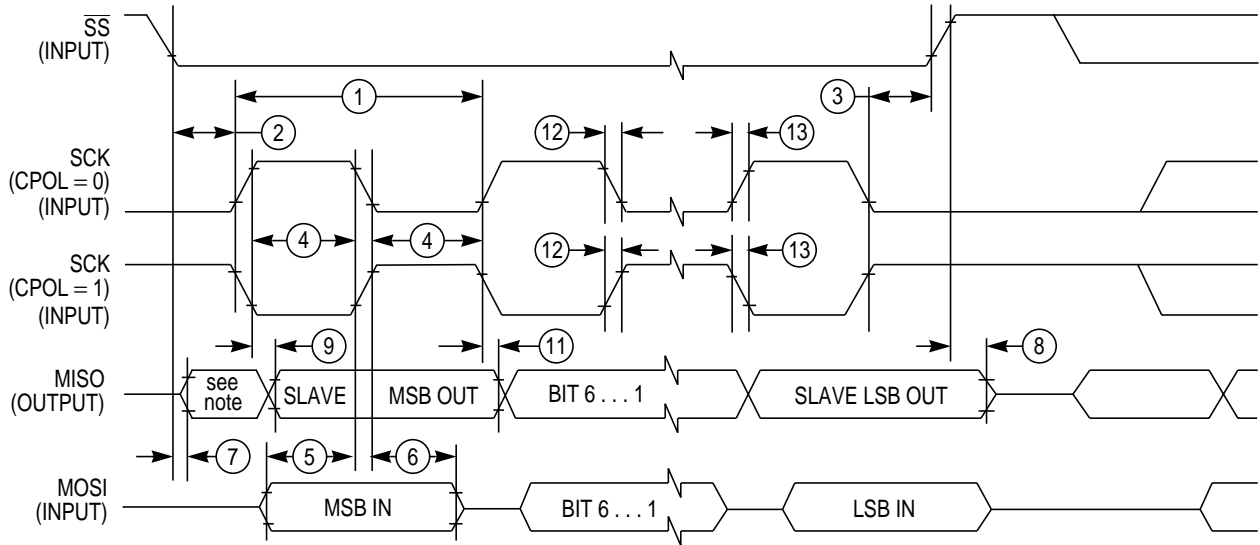 SS
(INPUT)
1
3
2
12
13
SCK
(CPOL = 0)
(INPUT)
4
4
12
13
SCK
(CPOL = 1)
(INPUT)
9
11
8
MISO
(OUTPUT)
see
note
SLAVE
MSB OUT
BIT 6 . . . 1
SLAVE LSB OUT
7
5
6
MOSI
(INPUT)
MSB IN
BIT 6 . . . 1
LSB IN